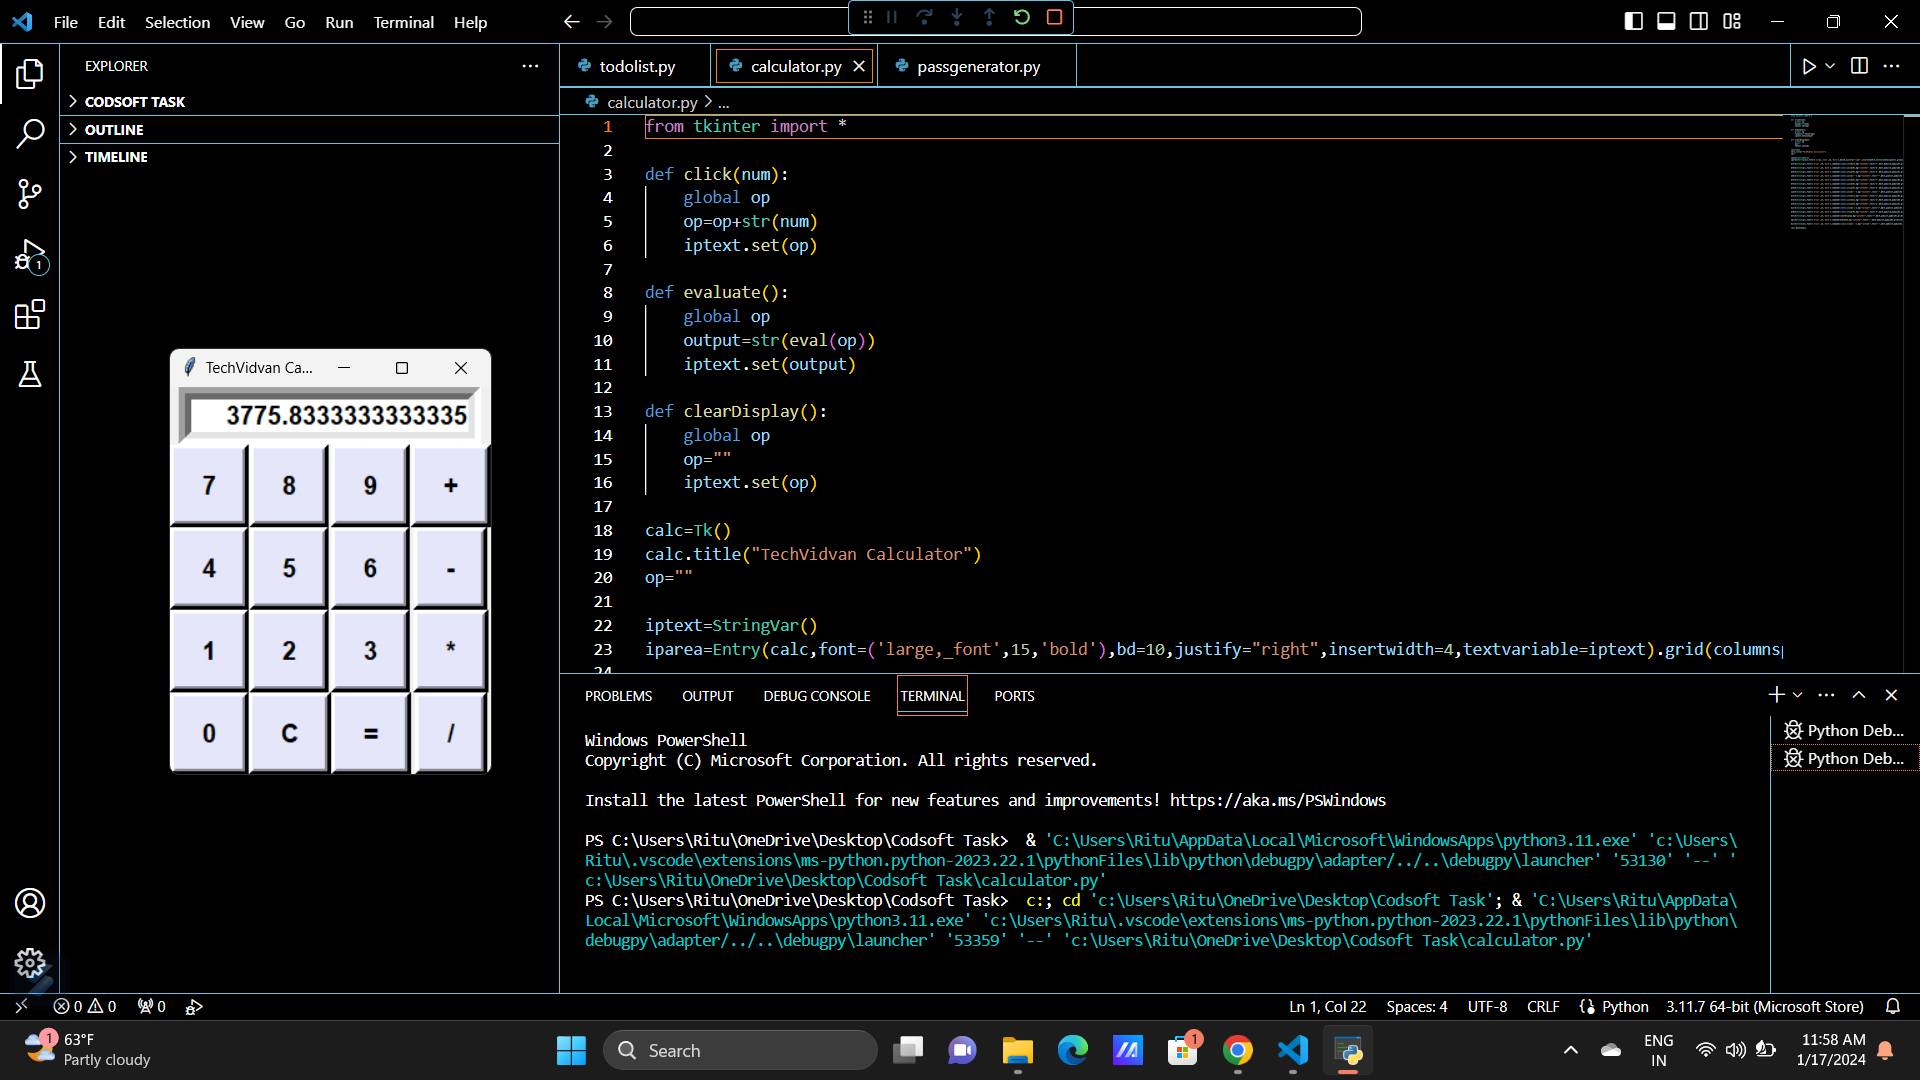 File Edit Selection View Go Run Terminal Help
EXPLORER
CODSOFT TASK
OUTLINE
TIMELINE
1
todolist.py
calculator.py
passgenerator.py
calculator.py > ...
1 from tkinter import *
2
3 def click(num):
4 global op
5 op=op+str(num)
6 iptext.set(op)
7
8 def evaluate():
9 global op
10 output=str(eval(op))
11 iptext.set(output)
12
13 def clearDisplay():
14 global op
15 op=""
16 iptext.set(op)
17
18 calc=Tk()
19 calc.title("TechVidvan Calculator")
20 op=""
21
22 iptext=StringVar()
23 iparea=Entry(calc,font=('large,_font',15,'bold'),bd=10,justify="right",insertwidth=4,textvariable=iptext).grid(columnsp
24
TechVidvan Ca...
3775.8333333333335
7 8 9 +
4 5 6 -
1 2 3 *
0 C = /
PROBLEMS OUTPUT DEBUG CONSOLE TERMINAL PORTS
Python Deb...
Python Deb...
Windows PowerShell
Copyright (C) Microsoft Corporation. All rights reserved.
Install the latest PowerShell for new features and improvements! https://aka.ms/PSWindows
PS C:\Users\Ritu\OneDrive\Desktop\Codsoft Task> & 'C:\Users\Ritu\AppData\Local\Microsoft\WindowsApps\python3.11.exe' 'c:\Users\
Ritu\.vscode\extensions\ms-python.python-2023.22.1\pythonFiles\lib\python\debugpy\adapter/../..\debugpy\launcher' '53130' '--' '
c:\Users\Ritu\OneDrive\Desktop\Codsoft Task\calculator.py'
PS C:\Users\Ritu\OneDrive\Desktop\Codsoft Task> c:; cd 'c:\Users\Ritu\OneDrive\Desktop\Codsoft Task'; & 'C:\Users\Ritu\AppData\
Local\Microsoft\WindowsApps\python3.11.exe' 'c:\Users\Ritu\.vscode\extensions\ms-python.python-2023.22.1\pythonFiles\lib\python\
debugpy\adapter/../..\debugpy\launcher' '53359' '--' 'c:\Users\Ritu\OneDrive\Desktop\Codsoft Task\calculator.py'
0 0 0
Ln 1, Col 22 Spaces: 4 UTF-8 CRLF Python 3.11.7 64-bit (Microsoft Store)
1
63°F
Partly cloudy
Search
1
ENG
IN
11:58 AM
1/17/2024